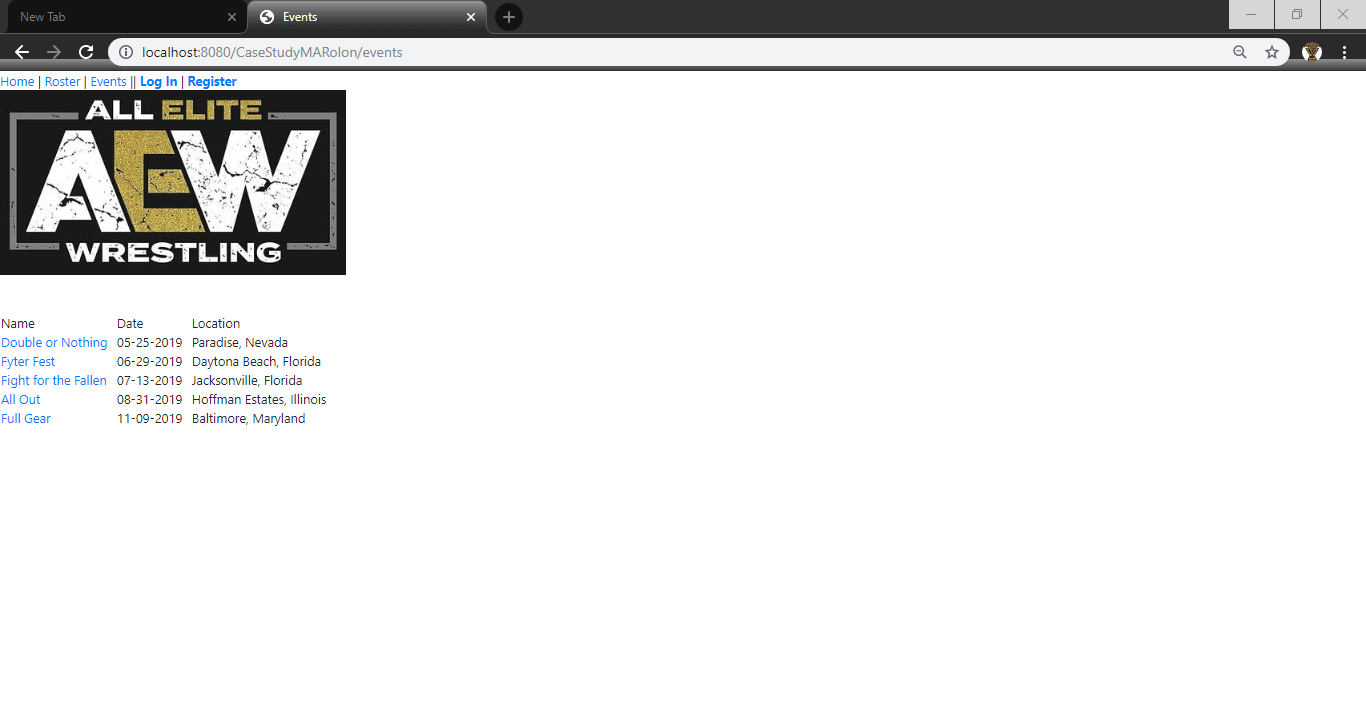 New Tab
Events
localhost:8080/CaseStudyMARolon/events
Home | Roster | Events || Log In | Register
ALL ELITE
AEW
WRESTLING
Name Date Location
Double or Nothing 05-25-2019 Paradise, Nevada
Fyter Fest 06-29-2019 Daytona Beach, Florida
Fight for the Fallen 07-13-2019 Jacksonville, Florida
All Out 08-31-2019 Hoffman Estates, Illinois
Full Gear 11-09-2019 Baltimore, Maryland